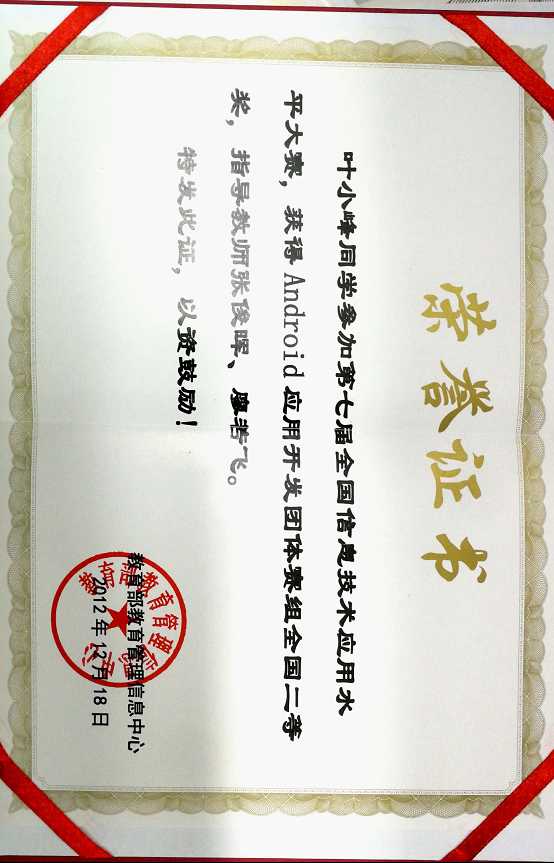 荣誉证书
叶小峰同学参加第七届全国信息技术应用水
平大赛，获得Android应用开发团体赛组全国二等
奖，指导教师张俊晖、廖若飞。
特发此证，以资鼓励！
教育部教育管理信息中心
2012年12月18日